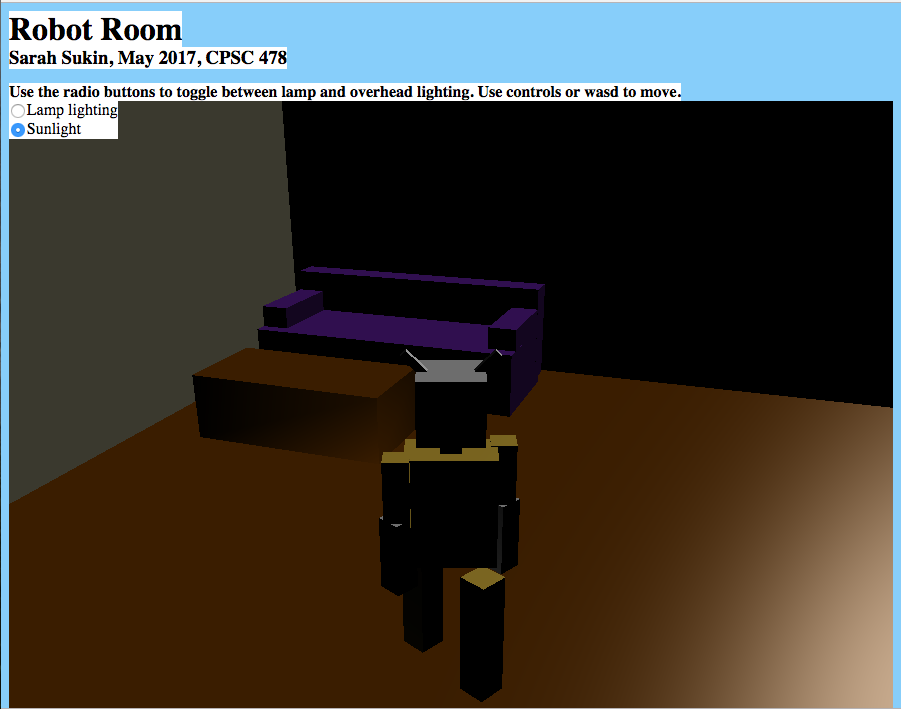 Robot Room
Sarah Sukin, May 2017, CPSC 478
Use the radio buttons to toggle between lamp and overhead lighting. Use controls or wasd to move.
Lamp lighting
Sunlight